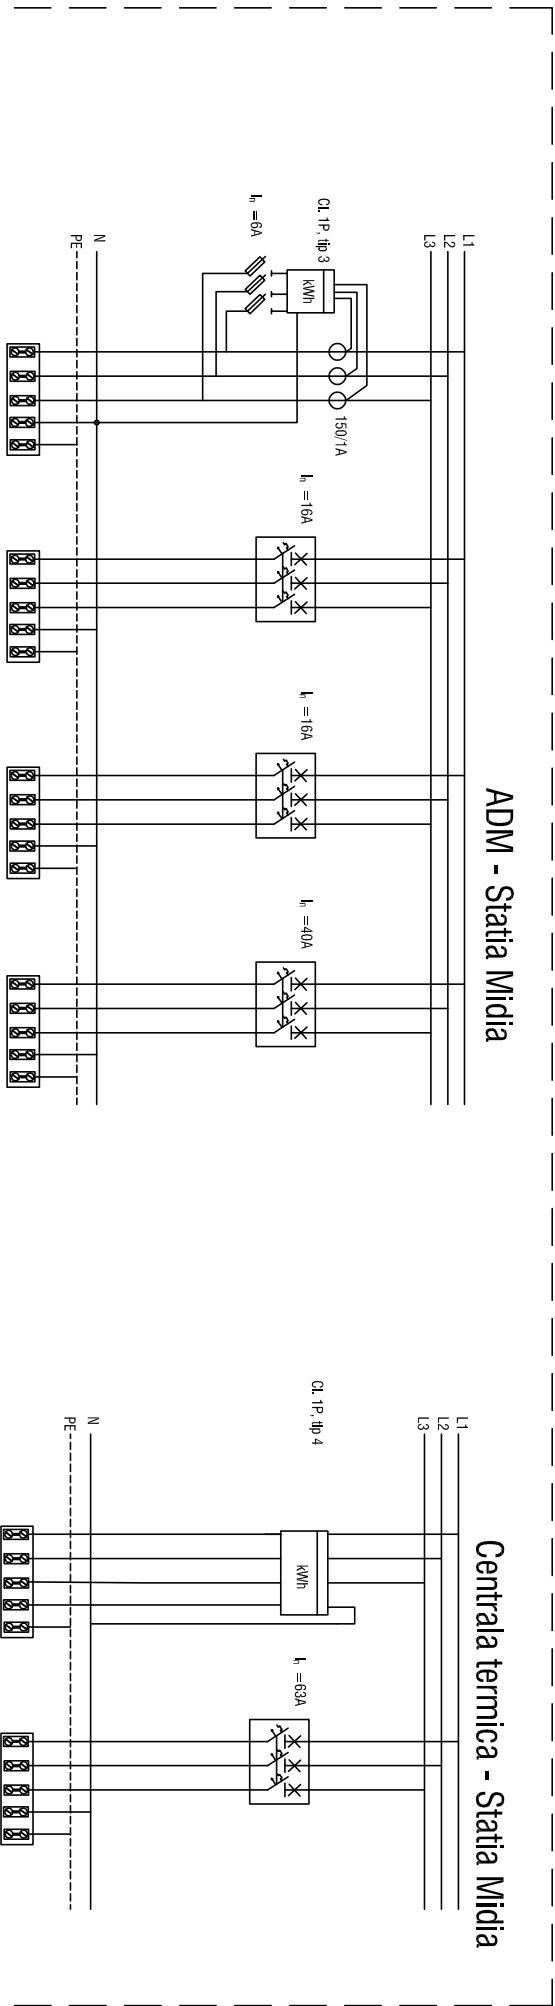 ADM - Statia Midia
L1
L2
L3
Cl. 1P, tip 3
kWh
In =6A
150/1A
In =16A
In =16A
In =40A
N
PE
Centrala termica - Statia Midia
L1
L2
L3
Cl. 1P, tip 4
kWh
In =63A
N
PE